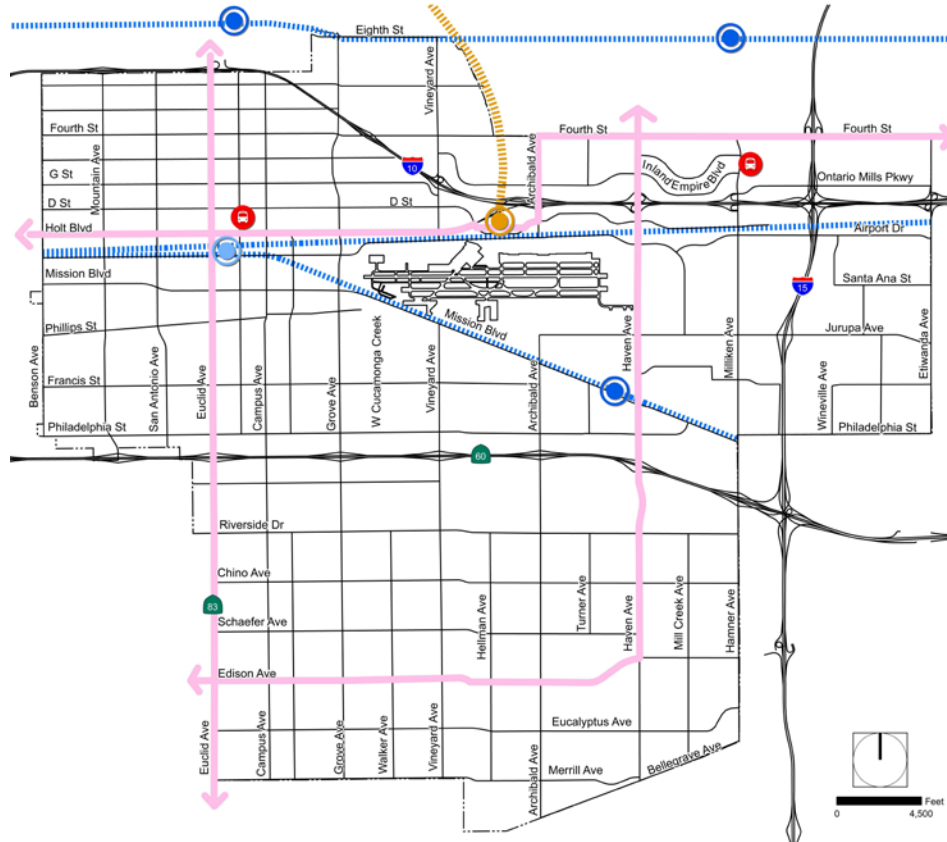 Eighth St
Vineyard Ave
Fourth St
Fourth St
Fourth St
Mountain Ave
Archibald Ave
10
Inland Empire Blvd
G St
Ontario Mills Pkwy
D St
D St
Holt Blvd
Airport Dr
Mission Blvd
Santa Ana St
15
Mission Blvd
Phillips St
Jurupa Ave
Benson Ave
San Antonio Ave
Euclid Ave
Campus Ave
Grove Ave
W Cucamonga Creek
Vineyard Ave
Archibald Ave
Haven Ave
Milliken Ave
Wineville Ave
Etiwanda Ave
Francis St
Philadelphia St
Philadelphia St
60
Riverside Dr
Chino Ave
83
Schaefer Ave
Hellman Ave
Turner Ave
Haven Ave
Mill Creek Ave
Hamner Ave
Edison Ave
Eucalyptus Ave
Euclid Ave
Campus Ave
Grove Ave
Walker Ave
Vineyard Ave
Archibald Ave
Merrill Ave
Bellegrave Ave
Feet
0
4,500